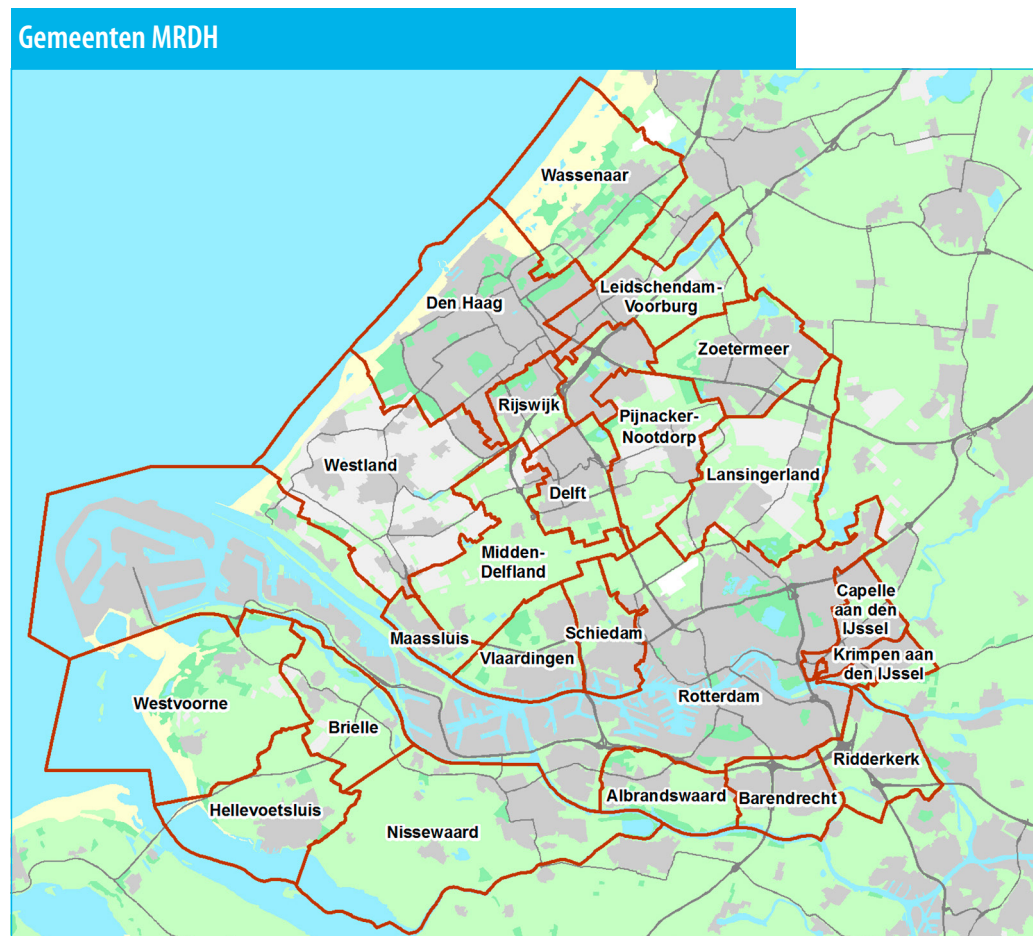 Gemeenten MRDH
Wassenaar
Leidschendam-
Voorburg
Den Haag
Zoetermeer
Rijswijk
Pijnacker-
Nootdorp
Westland
Lansingerland
Delft
Midden-
Delfland
Capelle
aan den
IJssel
Maassluis
Schiedam
Vlaardingen
Krimpen aan
den IJssel
Rotterdam
Westvoorne
Brielle
Ridderkerk
Albrandswaard
Barendrecht
Hellevoetsluis
Nissewaard